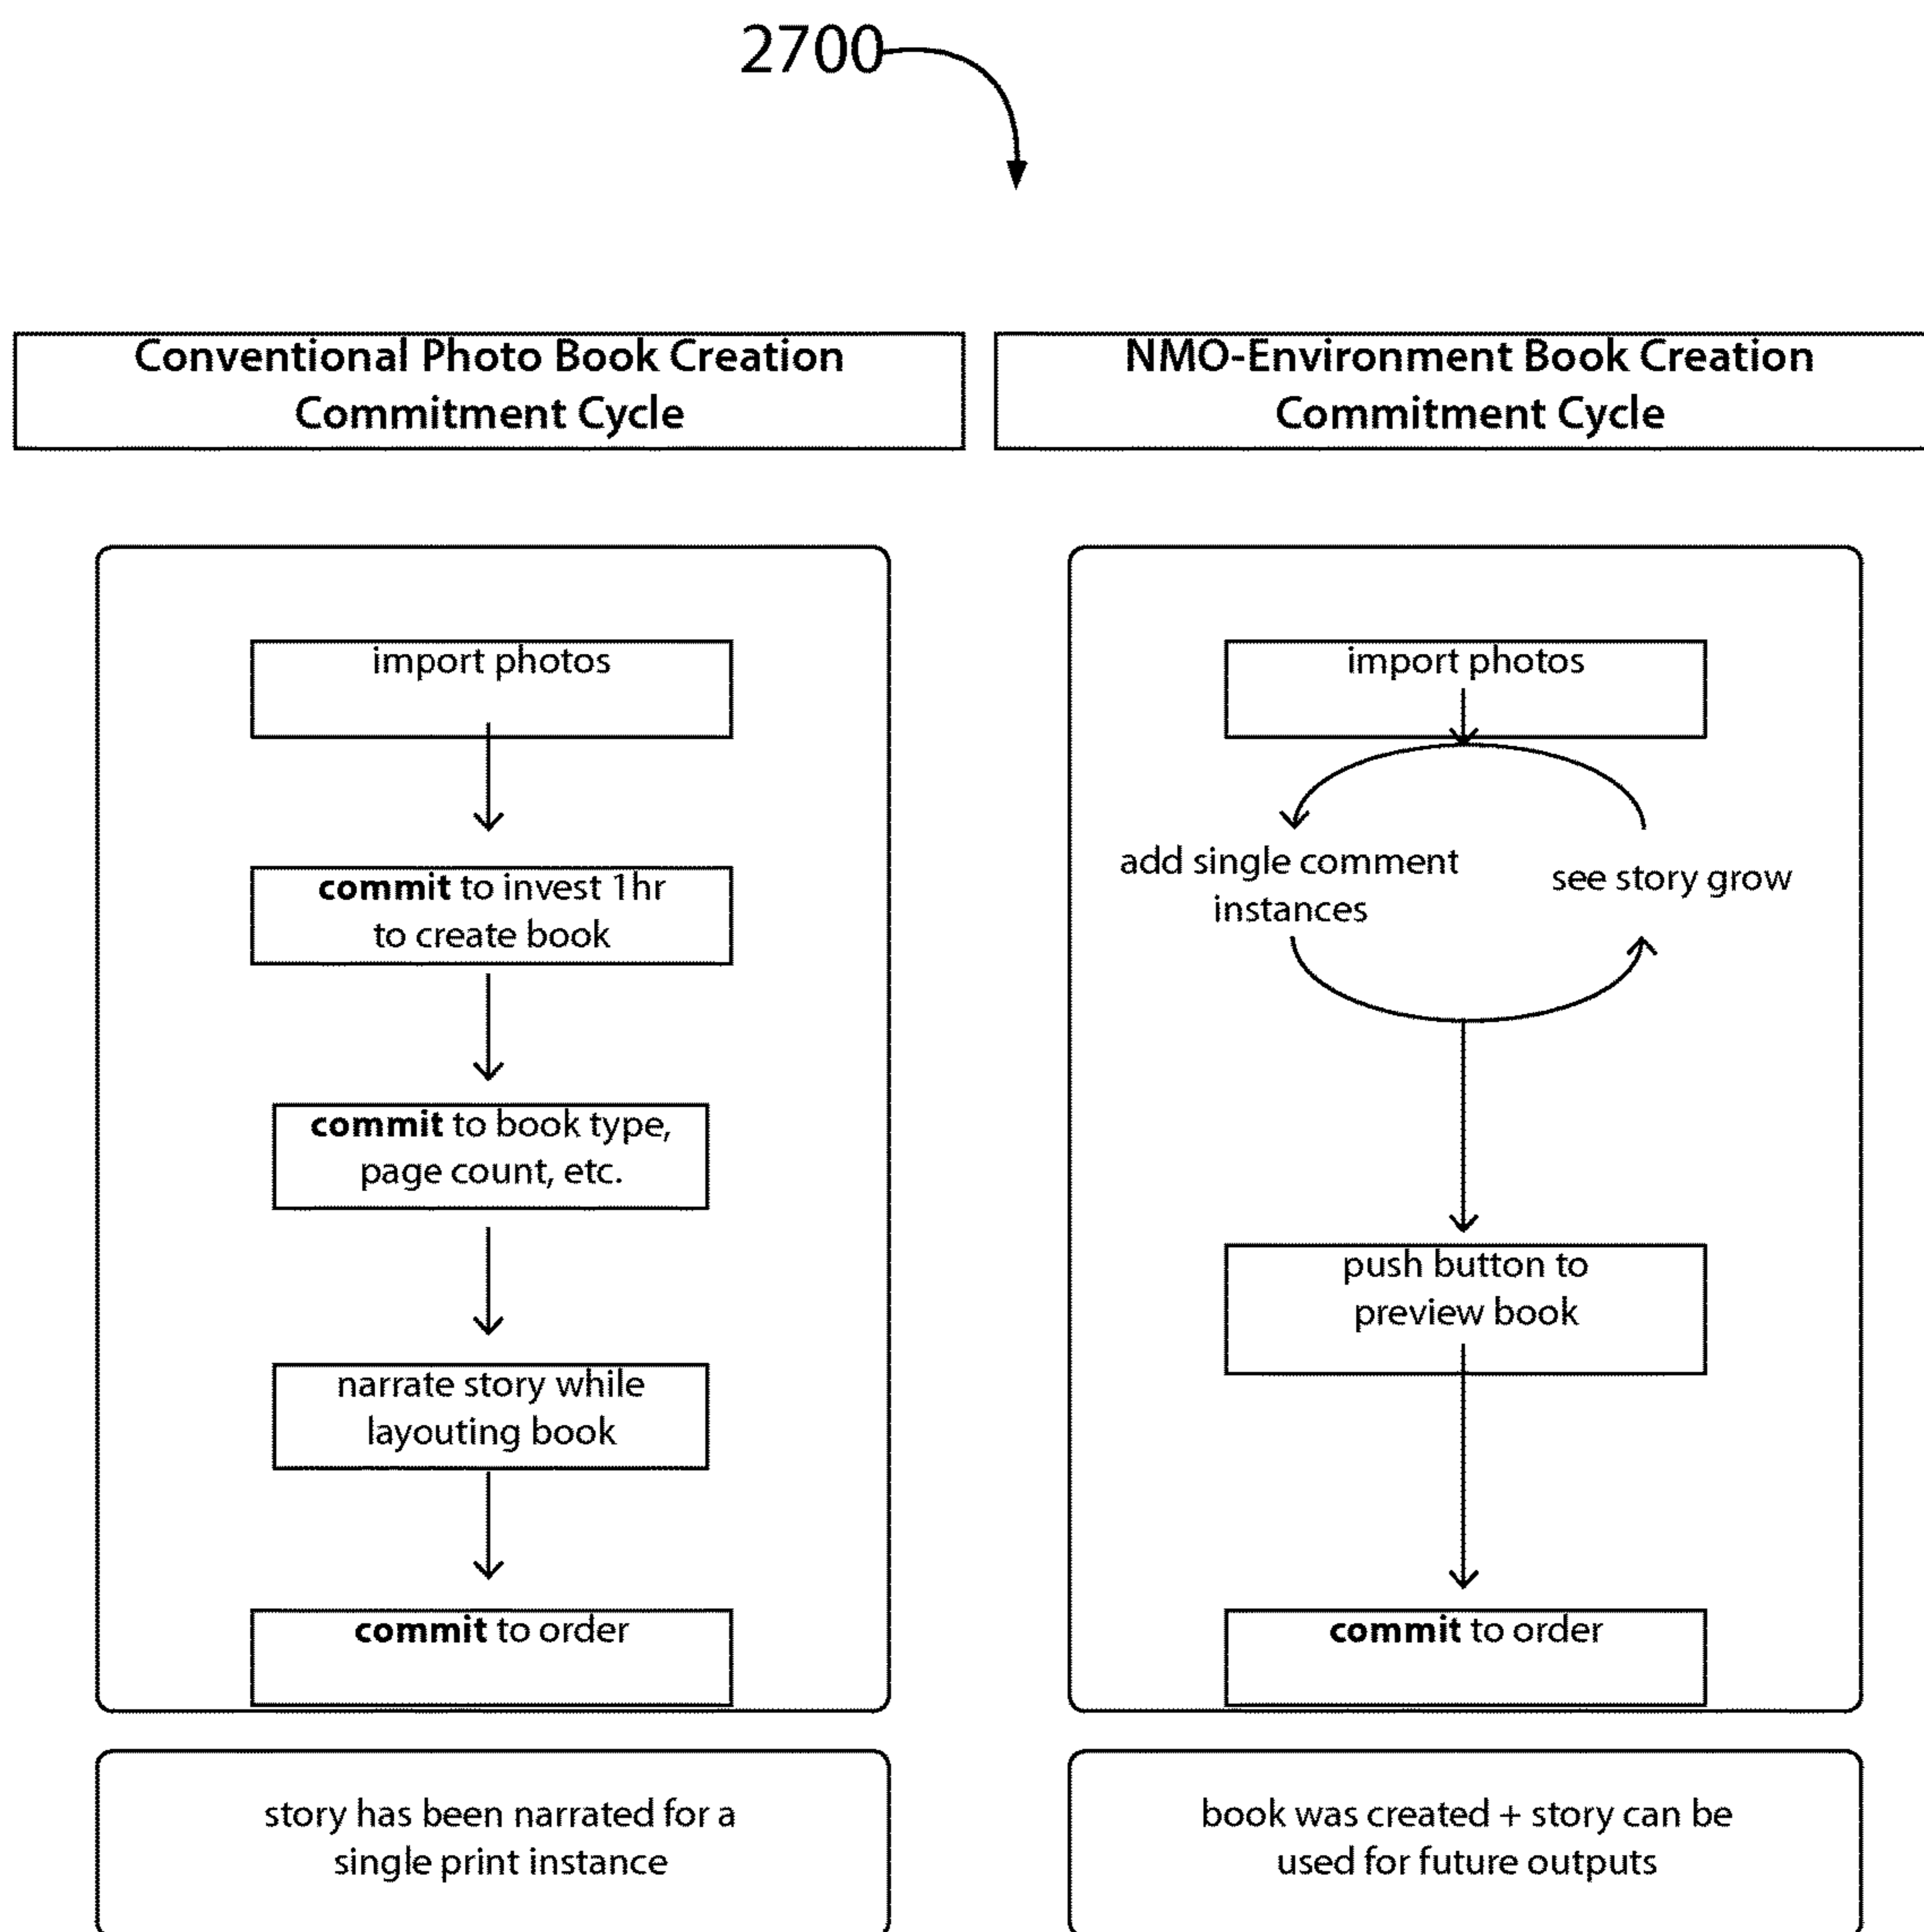 2700
Conventional Photo Book Creation
Commitment Cycle
import photos
commit to invest 1hr
to create book
commit to book type,
page count, etc.
narrate story while
layouting book
commit to order
story has been narrated for a
single print instance
NMO-Environment Book Creation
Commitment Cycle
import photos
add single comment
instances
see story grow
push button to
preview book
commit to order
book was created + story can be
used for future outputs